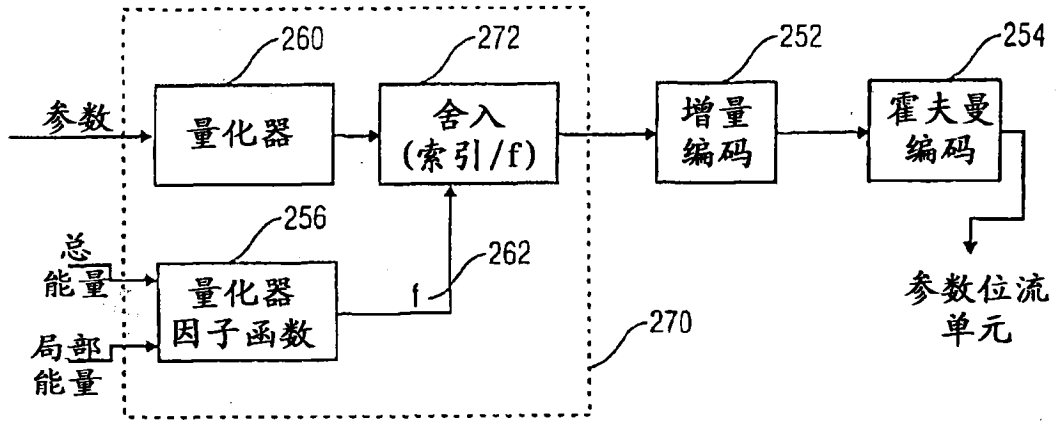 260
272
252
254
参数
量化器
舍入
(索引/f)
增量
编码
霍夫曼
编码
256
总
能量
量化器
因子函数
f
262
局部
能量
270
参数位流
单元